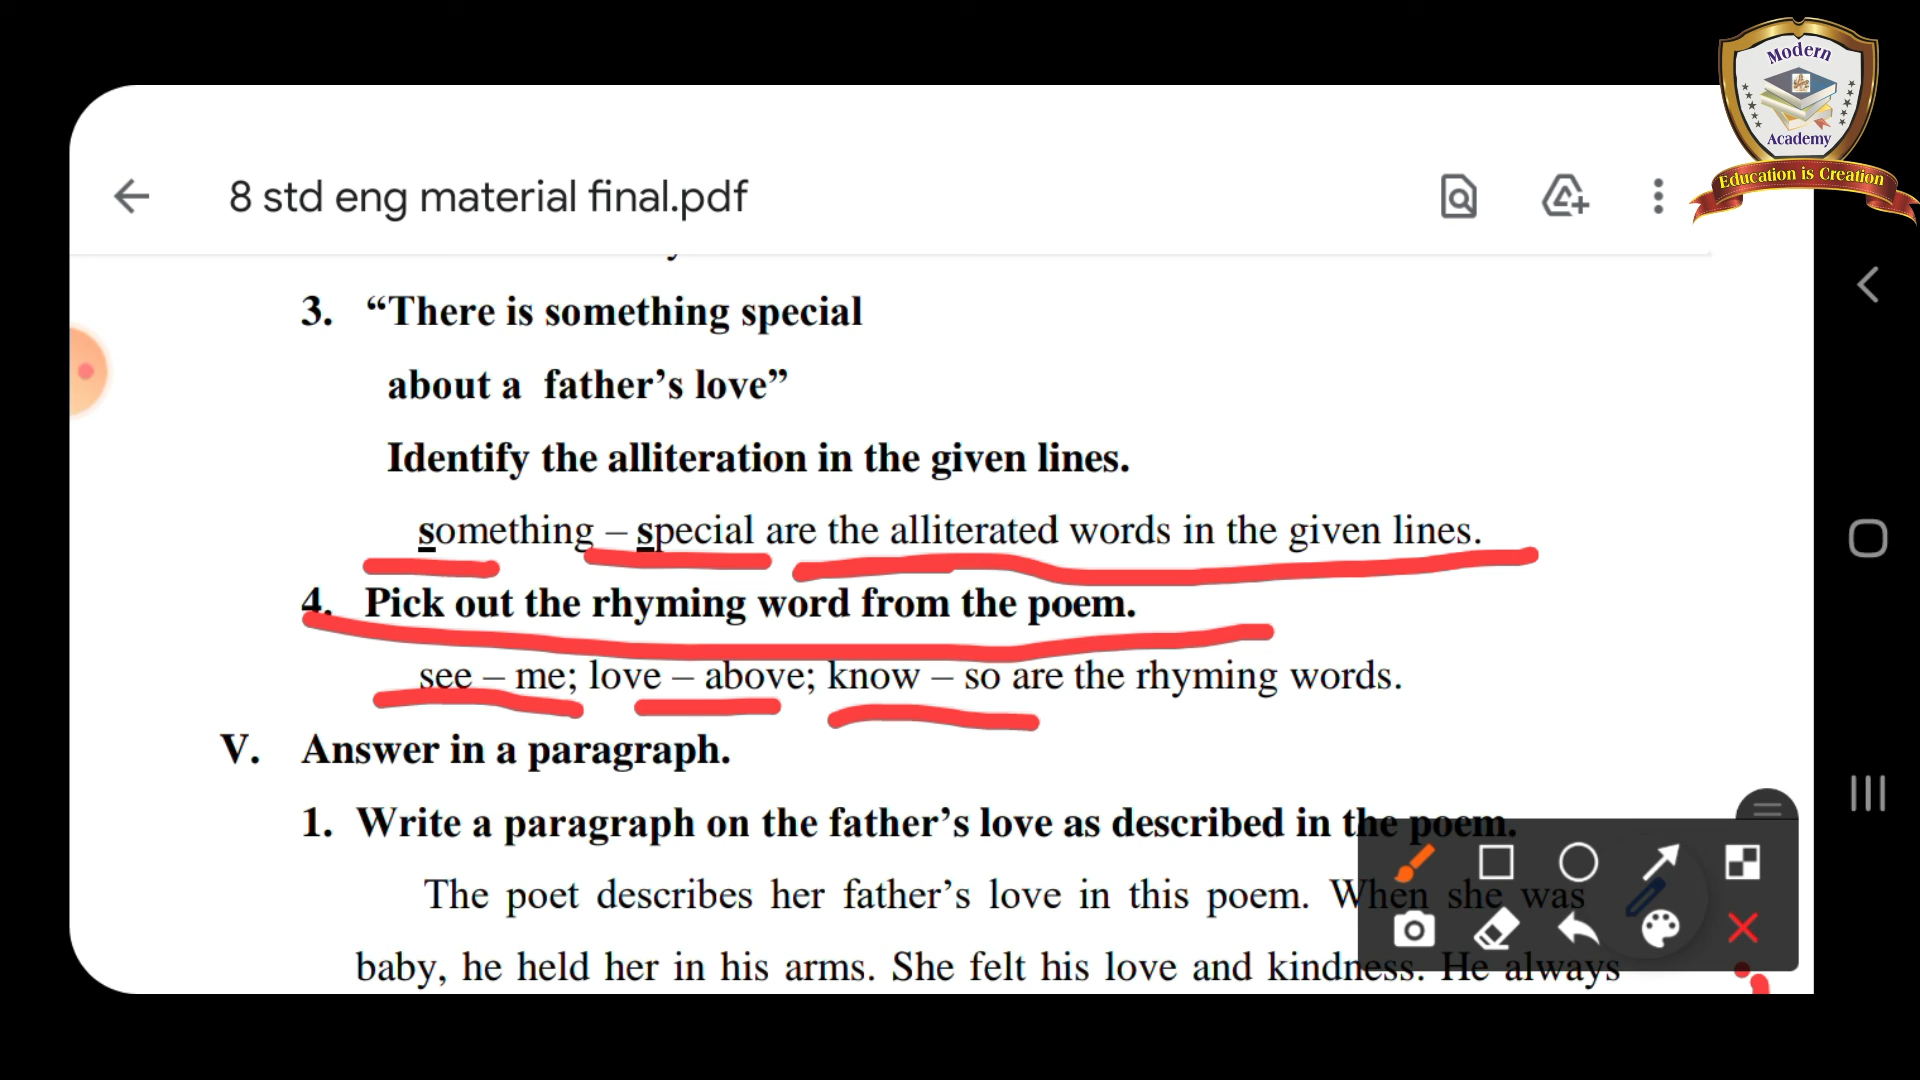 Modern
Academy
Education is Creation
8 std eng material final.pdf
3. “There is something special
about a father’s love”
Identify the alliteration in the given lines.
something – special are the alliterated words in the given lines.
4. Pick out the rhyming word from the poem.
see – me; love – above; know – so are the rhyming words.
V. Answer in a paragraph.
1. Write a paragraph on the father’s love as described in the poem.
The poet describes her father’s love in this poem. When she was
baby, he held her in his arms. She felt his love and kindness. He always